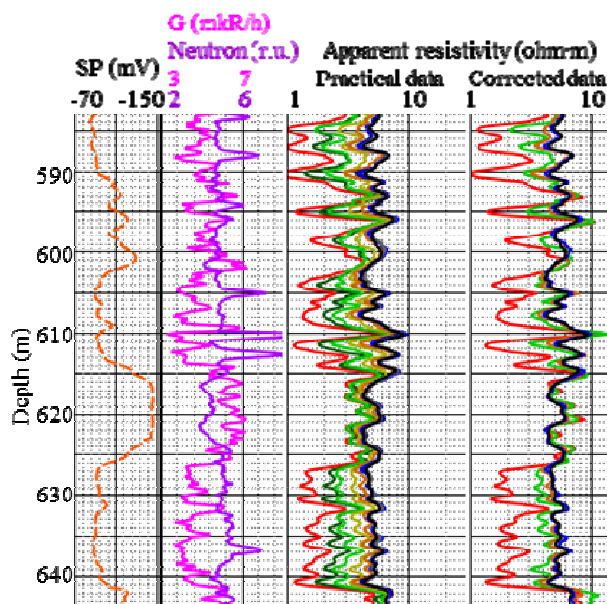 G (mkR/h)
Neutron (r.u.)
Apparent resistivity (ohm·m)
SP (mV)
3 7
Practical data
Corrected data
-70 -150
2 6
1 10
1 10
Depth (m)
590
600
610
620
630
640